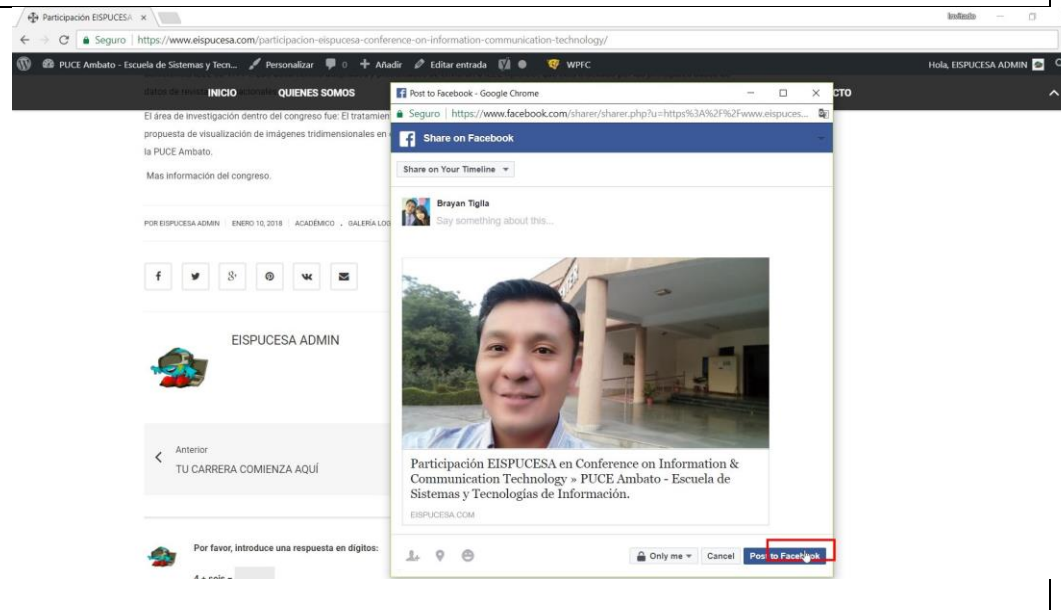 Participación EISPUCESA
Invitado
Seguro | https://www.eispucesa.com/participacion-eispucesa-conference-on-information-communication-technology/
PUCE Ambato - Escuela de Sistemas y Tecn... Personalizar 0 + Añadir Editar entrada WPFC Hola, EISPUCESA ADMIN
INICIO QUIENES SOMOS CTO
El área de investigación dentro del congreso fue: El tratamien
propuesta de visualización de imágenes tridimensionales en
la PUCE Ambato.
Mas información del congreso.
POR EISPUCESA ADMIN ENERO 10, 2018 ACADÉMICO , GALERÍA LOG
EISPUCESA ADMIN
Anterior
TU CARRERA COMIENZA AQUÍ
Por favor, introduce una respuesta en dígitos:
4 + seis =
Post to Facebook - Google Chrome
Seguro | https://www.facebook.com/sharer/sharer.php?u=https%3A%2F%2Fwww.eispuces...
Share on Facebook
Share on Your Timeline
Brayan Tiglla
Say something about this...
Participación EISPUCESA en Conference on Information &
Communication Technology » PUCE Ambato - Escuela de
Sistemas y Tecnologías de Información.
EISPUCESA.COM
Only me Cancel Post to Facebook